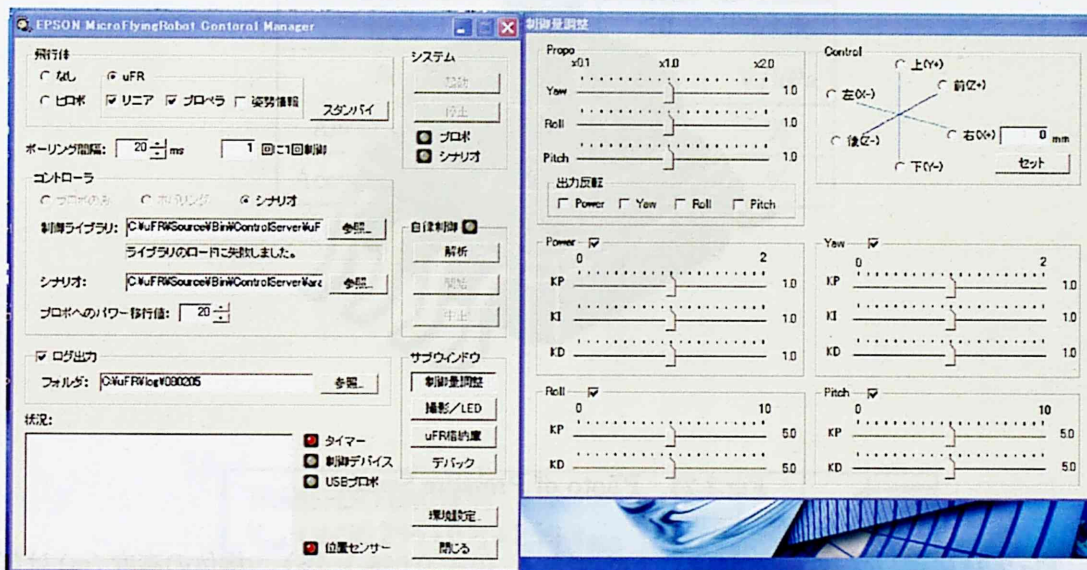 EPSON MicroFlyingRobot Contorol Manager
飛行体
なし uFR
ヒロボ リニア プロペラ 姿勢情報 スタンバイ
ポーリング間隔: 20 ms 1 回に1回制御
コントローラ
プロポのみ ホバリング シナリオ
制御ライブラリ: C:¥uFR¥Source¥Bin¥ControlServer¥uF 参照...
ライブラリのロードに失敗しました。
シナリオ: C:¥uFR¥Source¥Bin¥ControlServer¥ara 参照...
プロポへのパワー移行値: 20
ログ出力
フォルダ: C:¥uFR¥log¥090205 参照...
状況:
タイマー
制御デバイス
USBプロポ
位置センサー
システム
起動
停止
プロポ
シナリオ
自律制御
解析
開始
中止
サブウィンドウ
制御量調整
撮影/LED
uFR格納庫
デバック
環境設定...
閉じる
制御量調整
Propo
x0.1 x1.0 x2.0
Yaw 1.0
Roll 1.0
Pitch 1.0
出力反転
Power Yaw Roll Pitch
Control
上(Y+)
左(X-) 前(Z+)
後(Z-) 右(X+) 0 mm
下(Y-) セット
Power
0 2
KP 1.0
KI 1.0
KD 1.0
Yaw
0 2
KP 1.0
KI 1.0
KD 1.0
Roll
0 10
KP 5.0
KD 5.0
Pitch
0 10
KP 5.0
KD 5.0